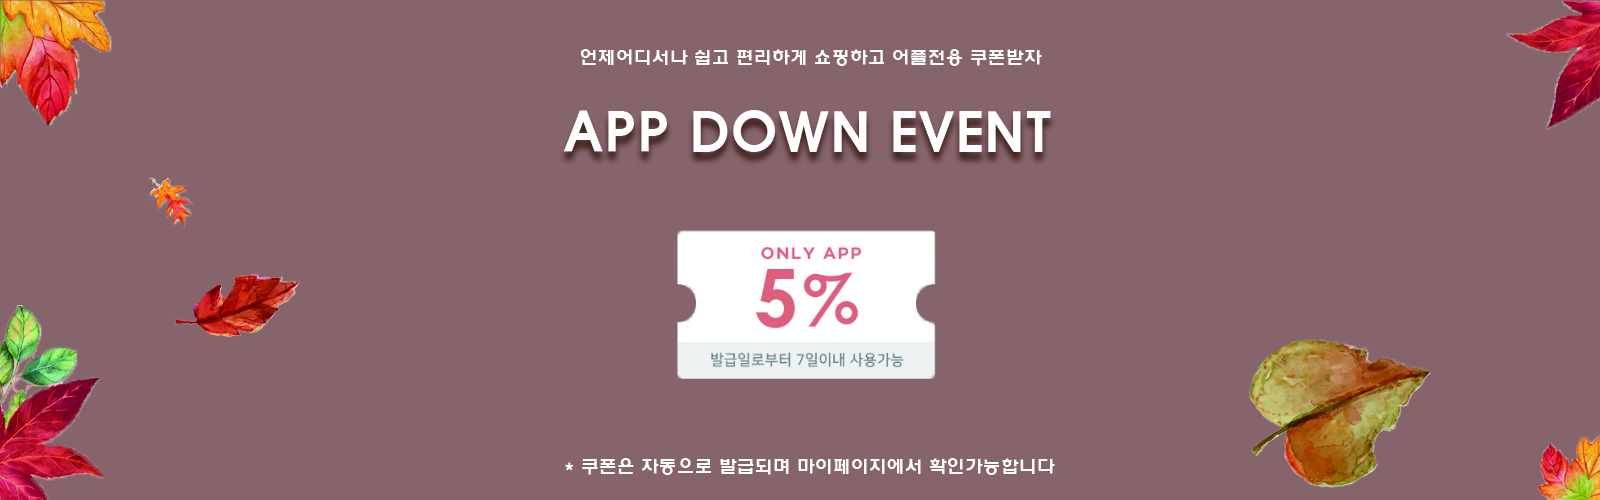 언제어디서나 쉽고 편리하게 쇼핑하고 어플전용 쿠폰받자
APP DOWN EVENT
ONLY APP
5%
발급일로부터 7일이내 사용가능
* 쿠폰은 자동으로 발급되며 마이페이지에서 확인가능합니다